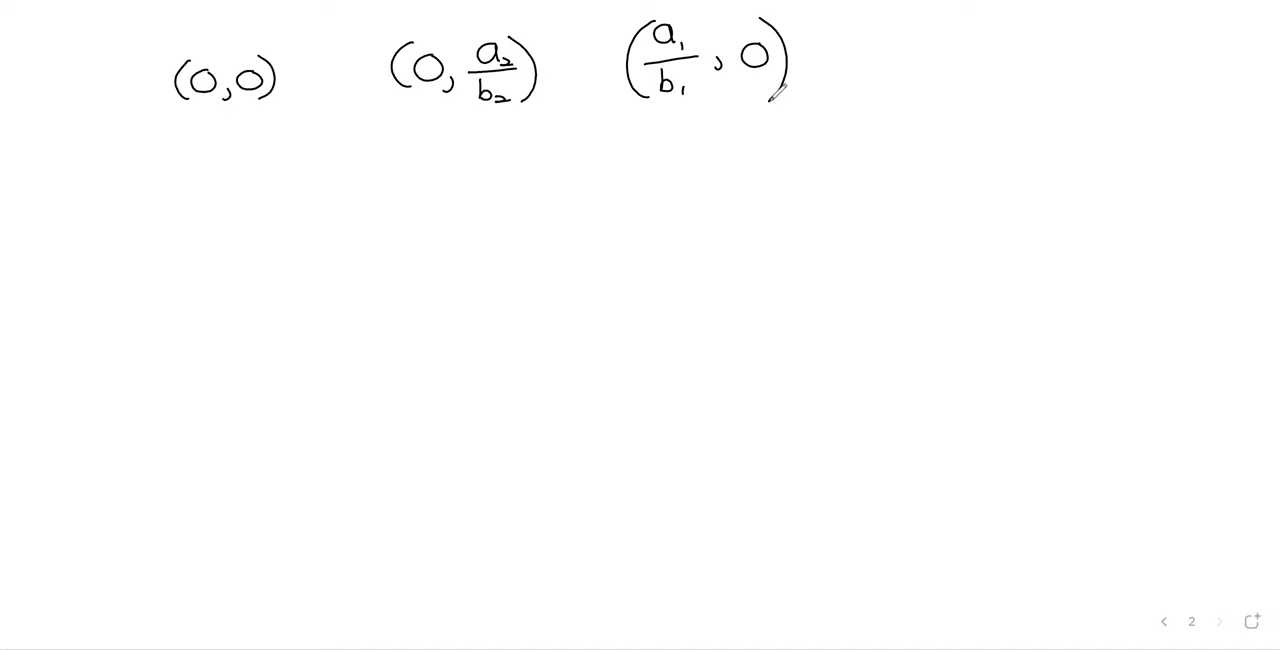 (0,0) (0, a₂/b₂) (a₁/b₁, 0)
2